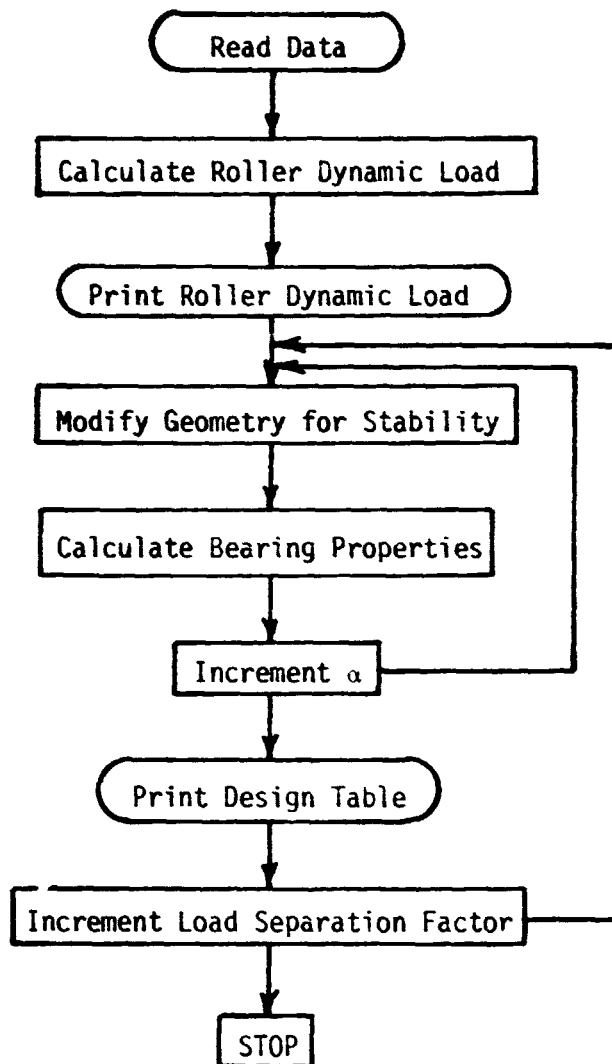 Read Data
Calculate Roller Dynamic Load
Print Roller Dynamic Load
Modify Geometry for Stability
Calculate Bearing Properties
Increment α
Print Design Table
Increment Load Separation Factor
STOP